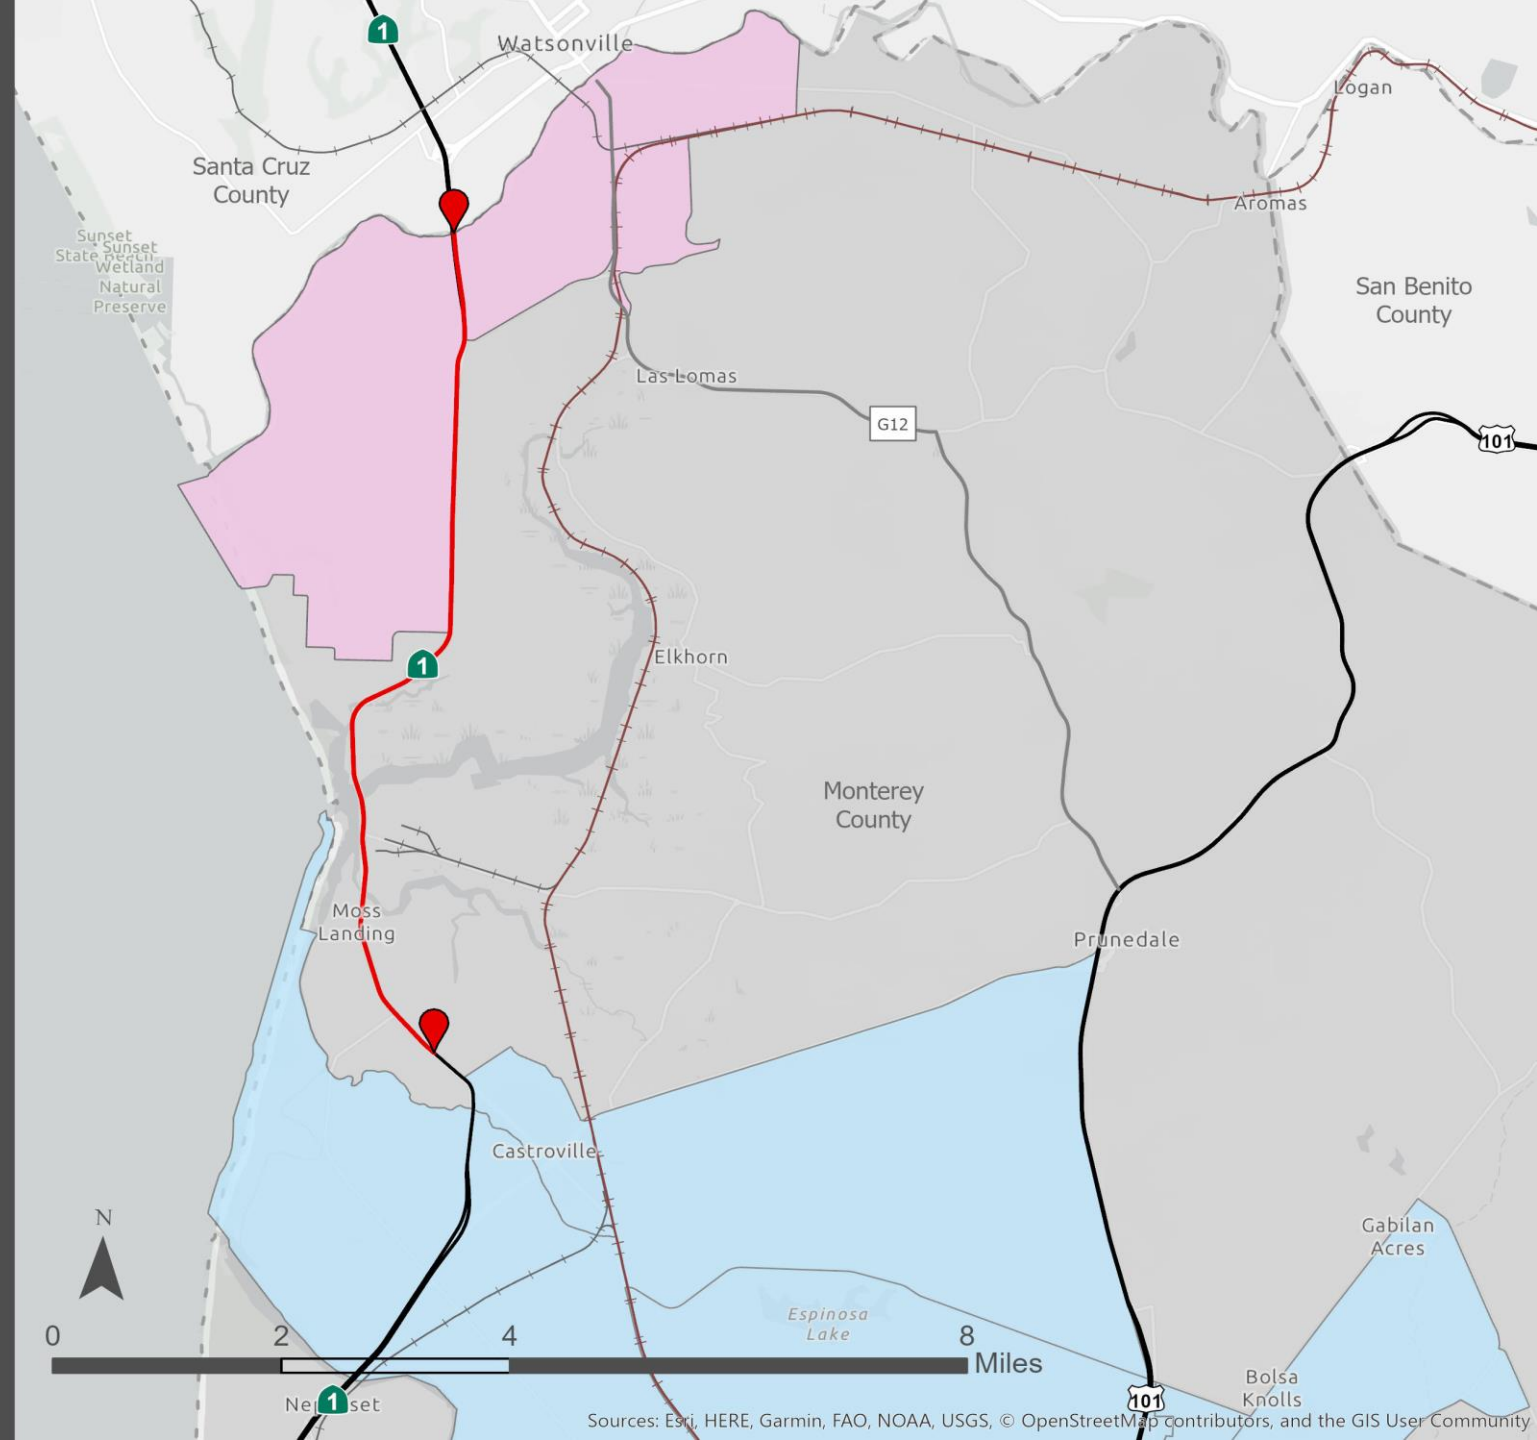 1
Watsonville
Logan
Santa Cruz
County
Aromas
Sunset
State Beach
Sunset
Wetland
Natural
Preserve
San Benito
County
Las Lomas
G12
101
Elkhorn
1
Monterey
County
Moss
Landing
Prunedale
Castroville
N
Gabilan
Acres
Espinosa
Lake
0 2 4 8
Miles
Bolsa
Knolls
1
101
Sources: Esri, HERE, Garmin, FAO, NOAA, USGS, © OpenStreetMap contributors, and the GIS User Community